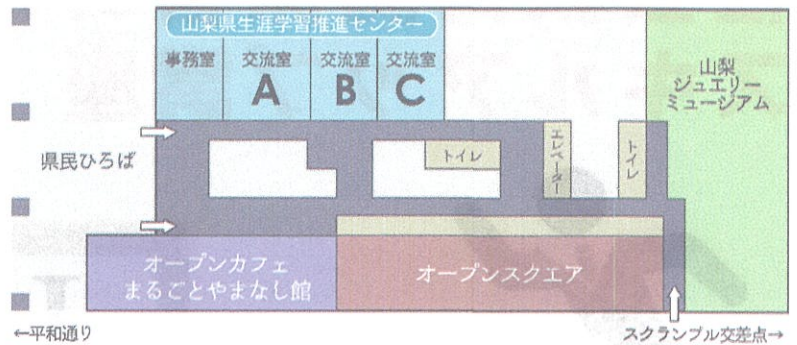 山梨県生涯学習推進センター
事務室
交流室
A
交流室
B
交流室
C
山梨
ジュエリー
ミュージアム
県民ひろば
トイレ
エレベーター
トイレ
オープンカフェ
まるごとやまなし館
オープンスクエア
←平和通り
スクランブル交差点→